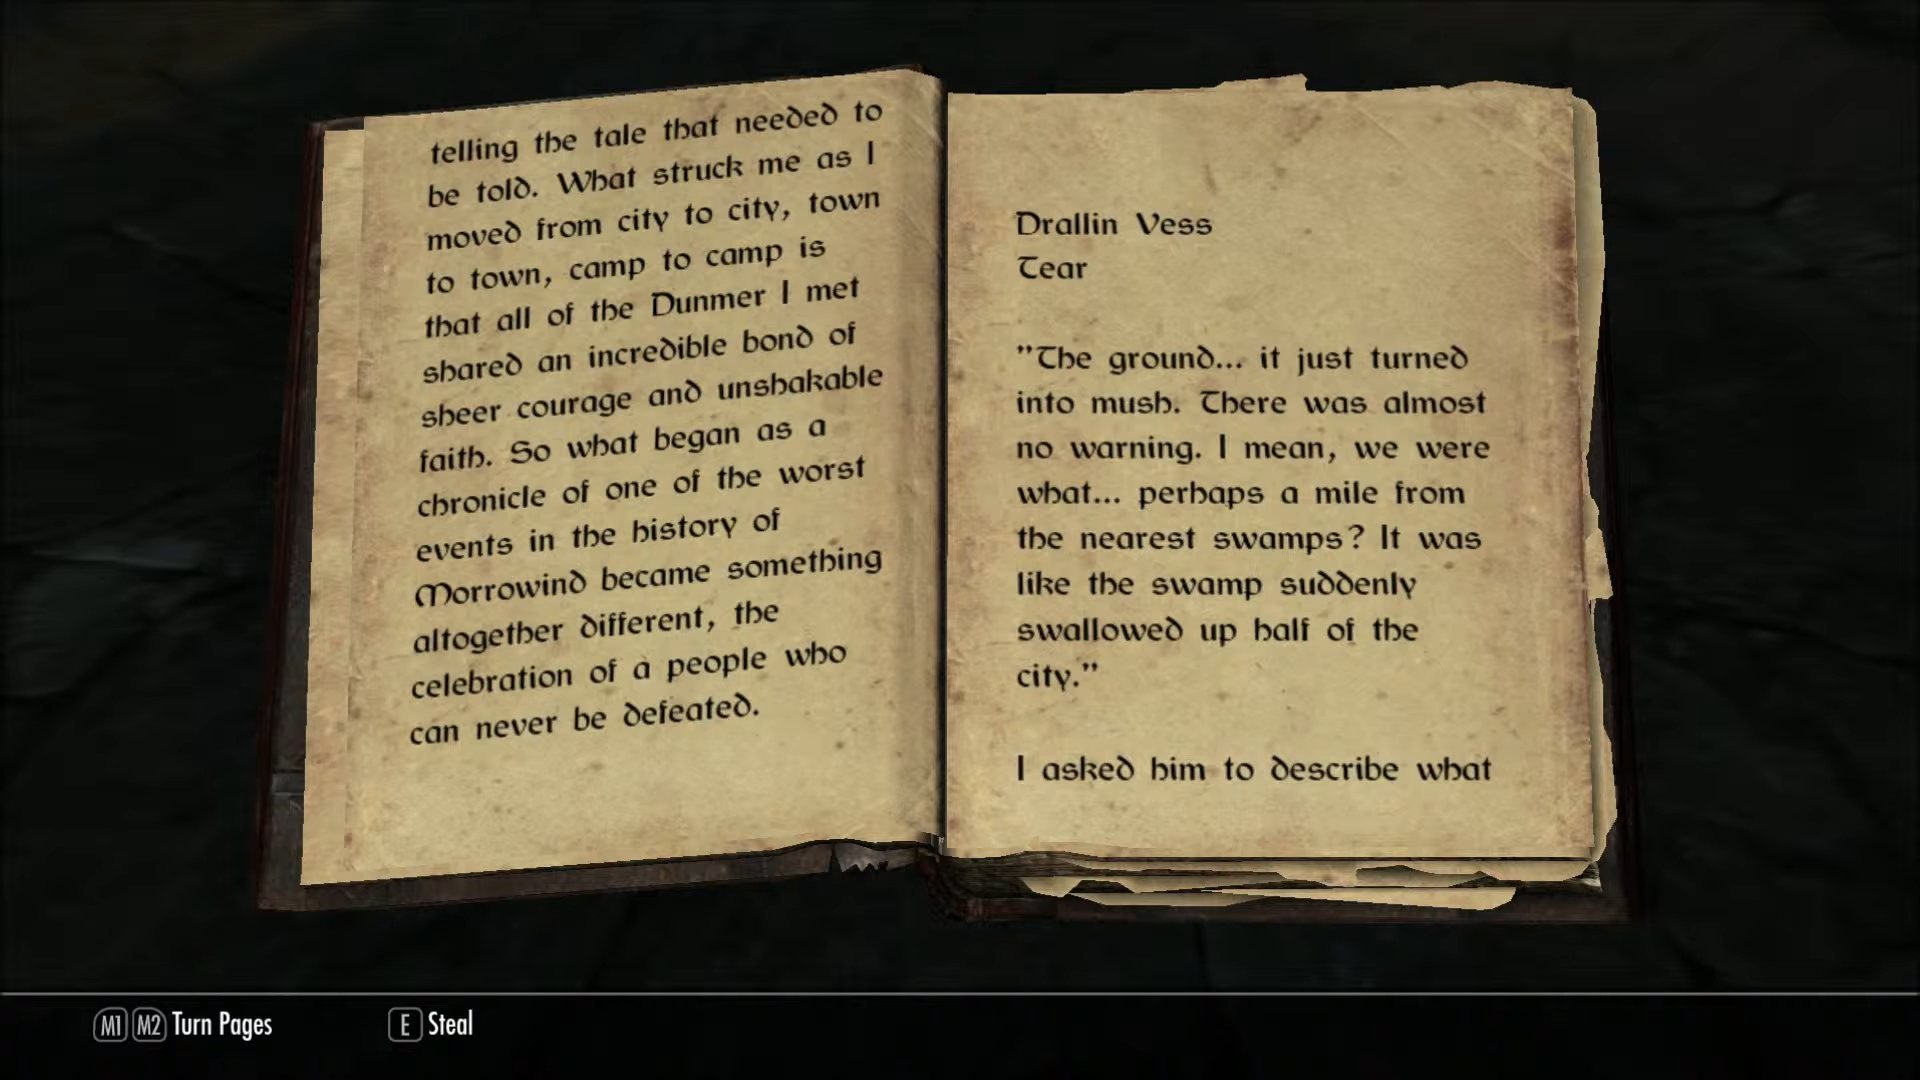 telling the tale that needed to
be told. What struck me as I
moved from city to city, town
to town, camp to camp is
that all of the Dunmer I met
shared an incredible bond of
sheer courage and unshakable
faith. So what began as a
chronicle of one of the worst
events in the history of
Morrowind became something
altogether different, the
celebration of a people who
can never be defeated.
Drallin Vess
Tear
"The ground... it just turned
into mush. There was almost
no warning. I mean, we were
what... perhaps a mile from
the nearest swamps? It was
like the swamp suddenly
swallowed up half of the
city."
I asked him to describe what
M1 M2 Turn Pages
E Steal